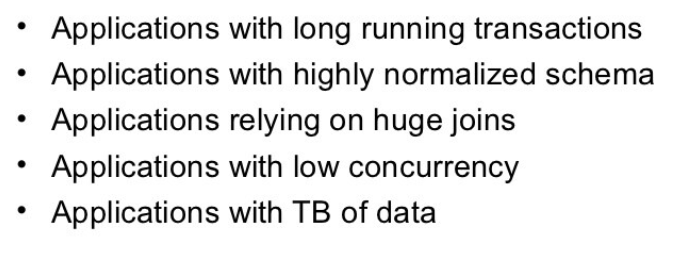 • Applications with long running transactions
• Applications with highly normalized schema
• Applications relying on huge joins
• Applications with low concurrency
• Applications with TB of data